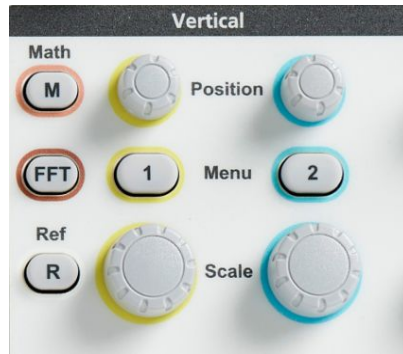 Vertical
Math
M
Position
FFT
1
Menu
2
Ref
R
Scale